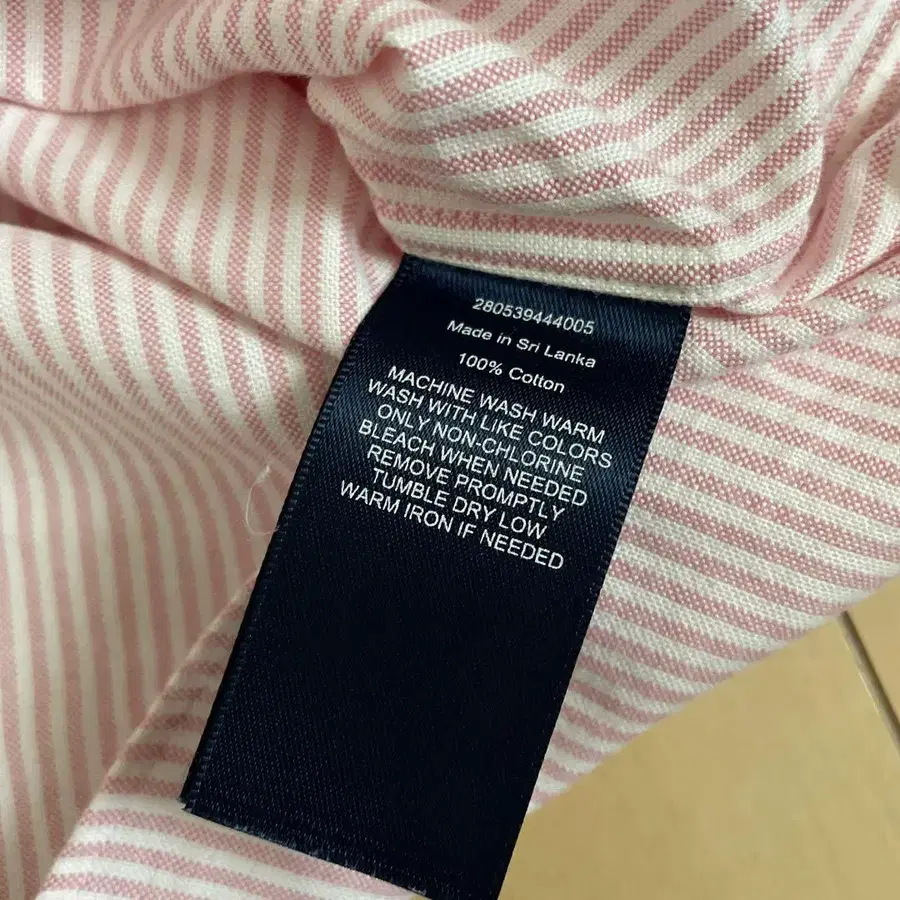 280539444005
Made in Sri Lanka
100% Cotton
MACHINE WASH WARM
WASH WITH LIKE COLORS
ONLY NON-CHLORINE
BLEACH WHEN NEEDED
REMOVE PROMPTLY
TUMBLE DRY LOW
WARM IRON IF NEEDED